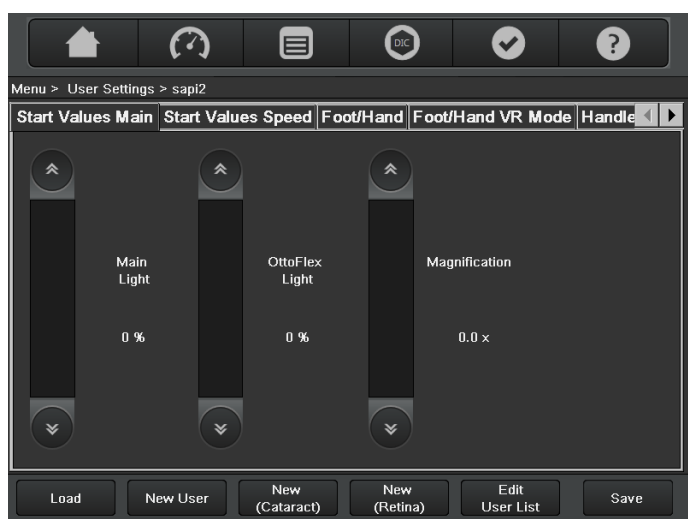 DIC
?
Menu > User Settings > sapi2
Start Values Main Start Values Speed Foot/Hand Foot/Hand VR Mode Handle
Main
Light
0 %
OttoFlex
Light
0 %
Magnification
0.0 x
Load
New User
New
(Cataract)
New
(Retina)
Edit
User List
Save